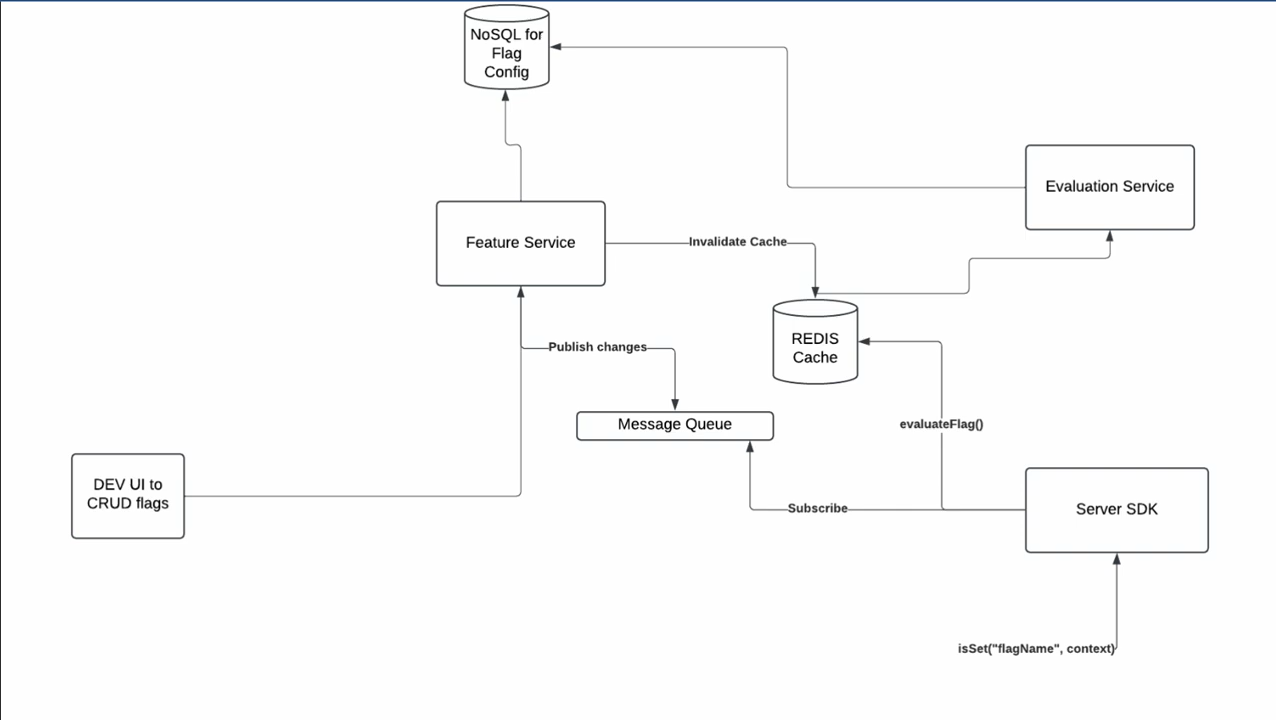 NoSQL for
Flag
Config
Evaluation Service
Feature Service
Invalidate Cache
REDIS
Cache
Publish changes
Message Queue
evaluateFlag()
DEV UI to
CRUD flags
Subscribe
Server SDK
isSet("flagName", context)